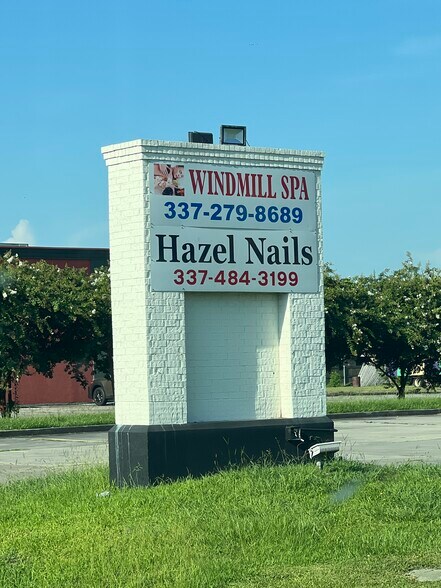 WINDMILL SPA
337-279-8689
Hazel Nails
337-484-3199